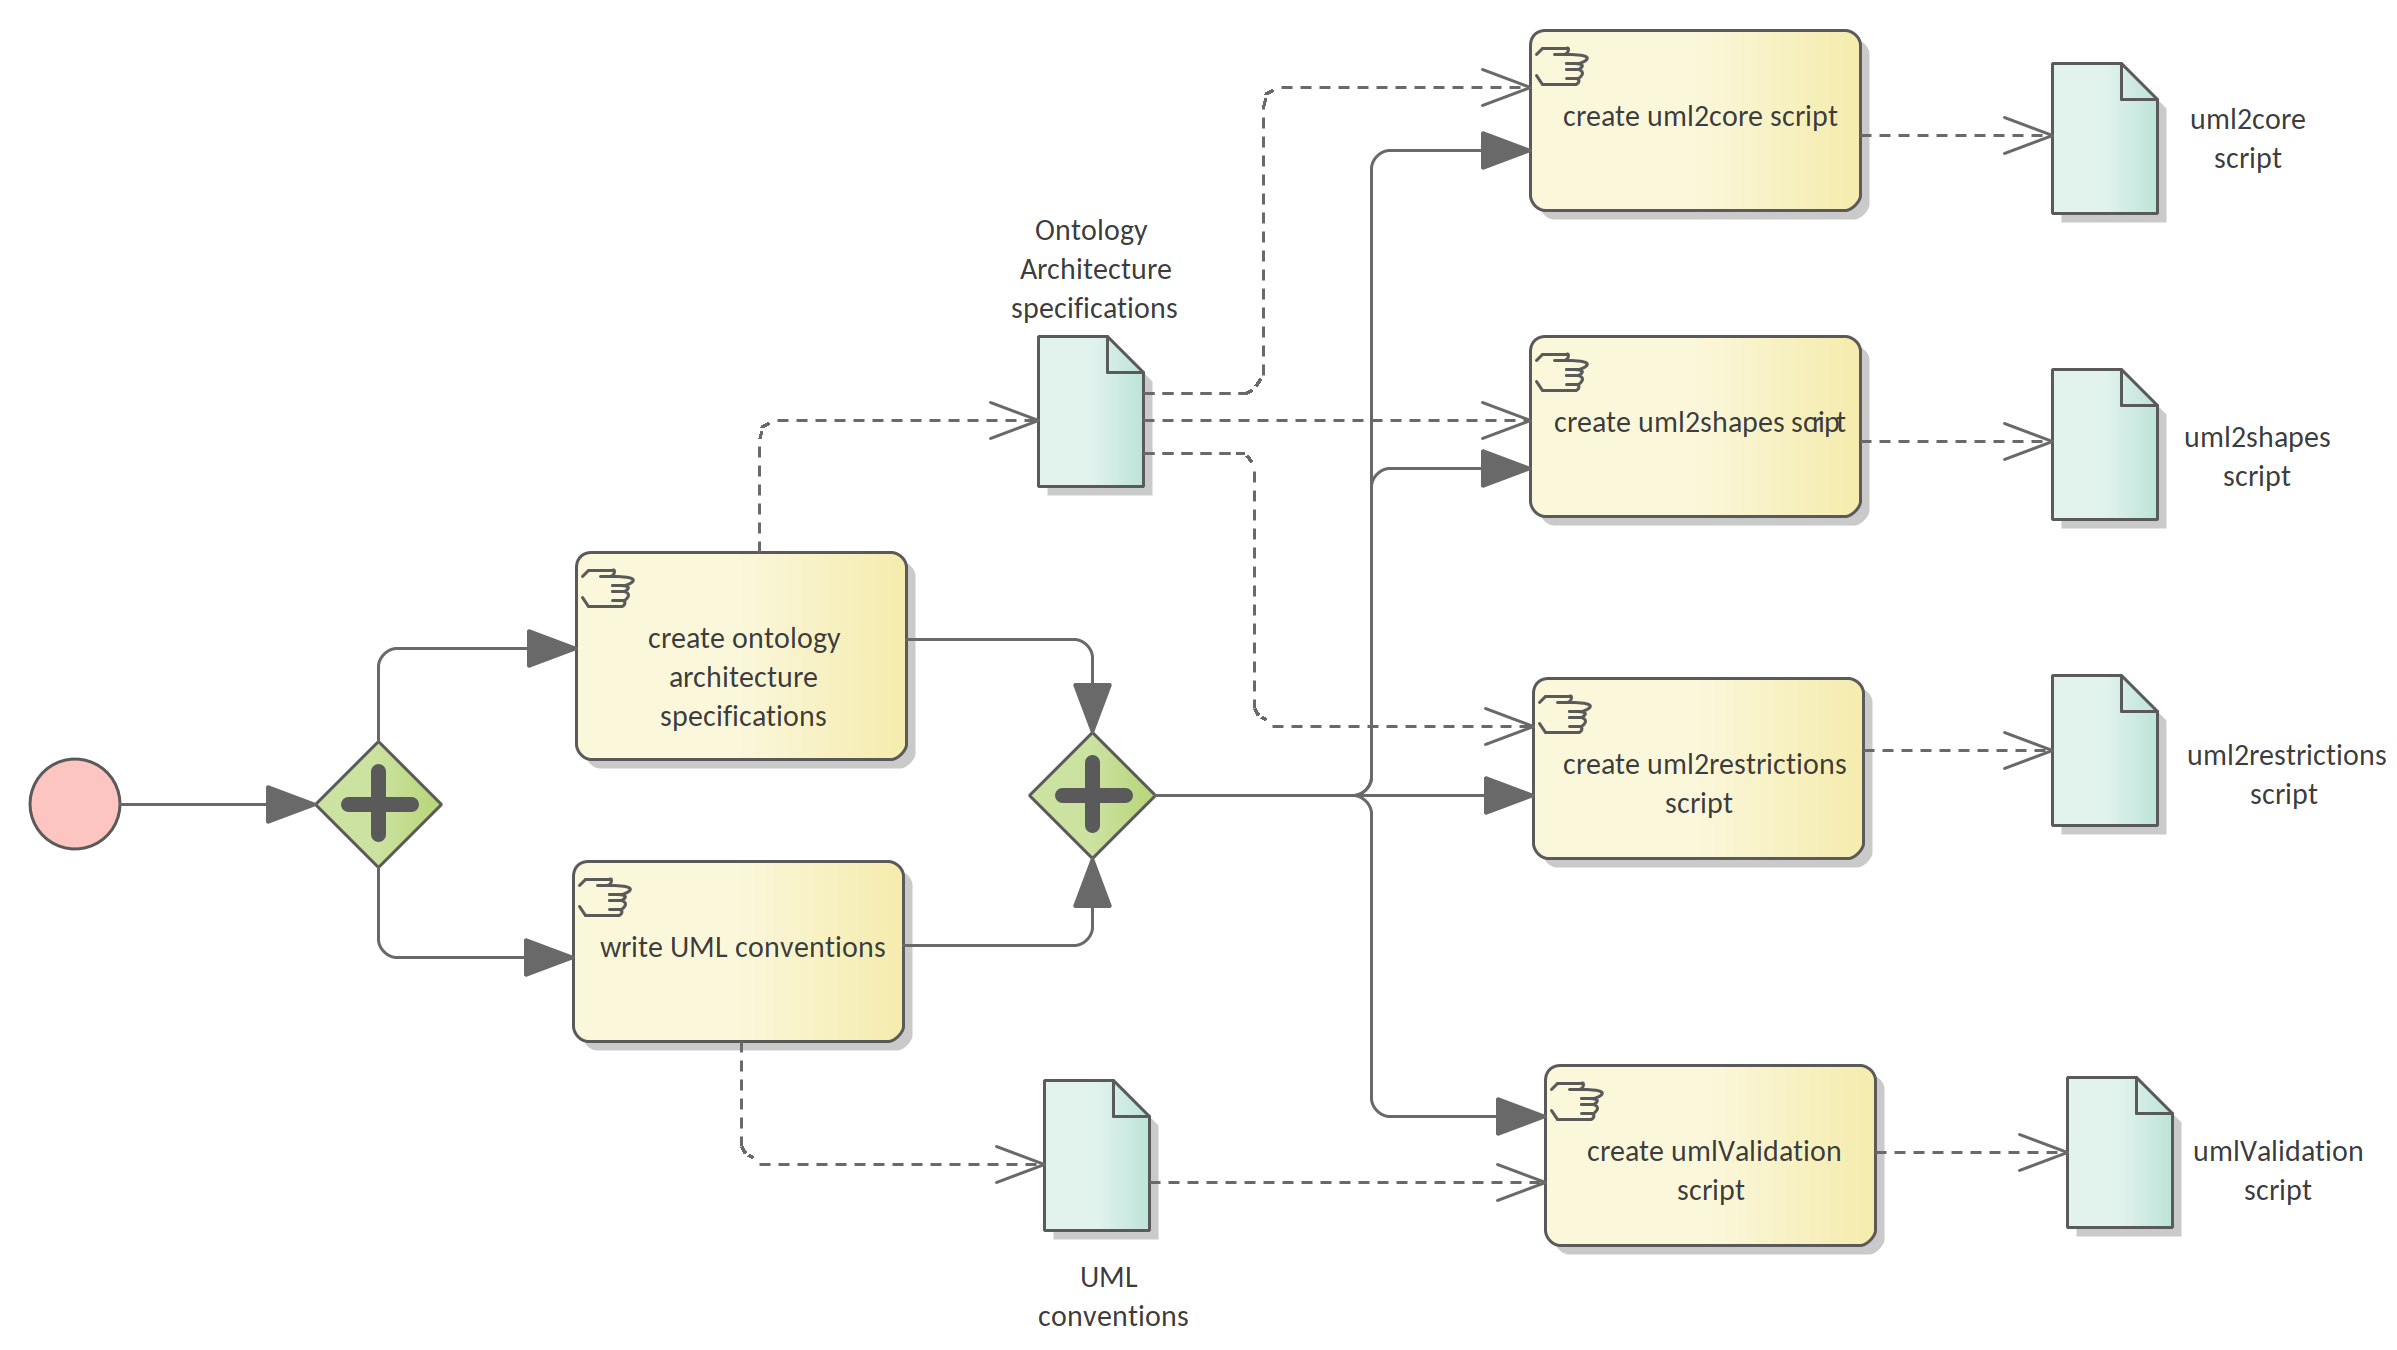 create uml2core script
uml2core
script
Ontology
Architecture
specifications
create uml2shapes script
uml2shapes
script
create ontology
architecture
specifications
create uml2restrictions
script
uml2restrictions
script
write UML conventions
create umlValidation
script
umlValidation
script
UML
conventions